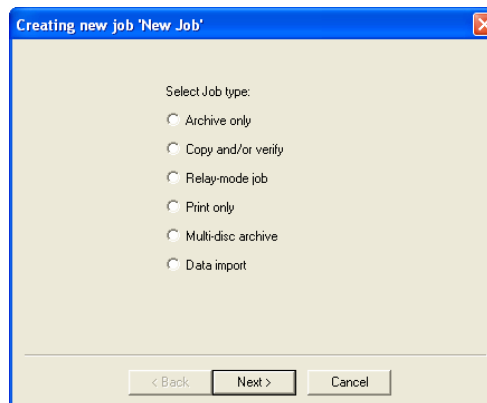 Creating new job 'New Job'
Select Job type:
Archive only
Copy and/or verify
Relay-mode job
Print only
Multi-disc archive
Data import
< Back Next > Cancel